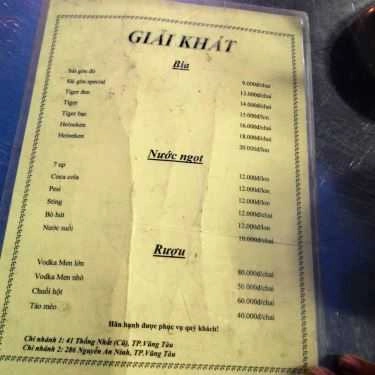 GIẢI KHÁT
Bia
Sài gòn đỏ 9.000đ/chai
Sài gòn special 13.000đ/chai
Tiger đen 14.000đ/chai
Tiger 15.000đ/lon
Tiger bạc 16.000đ/chai
Heineken 18.000đ/chai
Heineken 20.000đ/lon
Nước ngọt
7 up 12.000đ/lon
Coca cola 12.000đ/lon
Pesi 12.000đ/lon
Sting 12.000đ/chai
Bò húc 12.000đ/lon
Nước suối 10.000đ/chai
Rượu
Vodka Men lớn 80.000đ/chai
Vodka Men nhỏ 50.000đ/chai
Chuối hột 60.000đ/chai
Táo mèo 40.000đ/chai
Hân hạnh được phục vụ quý khách!
Chi nhánh 1: 41 Thống Nhất (Cũ), TP.Vũng Tàu
Chi nhánh 2: 286 Nguyễn An Ninh, TP.Vũng Tàu